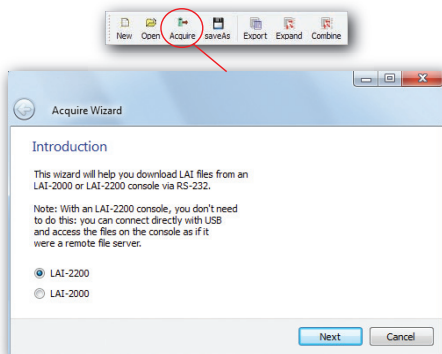 New Open Acquire saveAs Export Expand Combine
Acquire Wizard
Introduction
This wizard will help you download LAI files from an
LAI-2000 or LAI-2200 console via RS-232.
Note: With an LAI-2200 console, you don't need
to do this: you can connect directly with USB
and access the files on the console as if it
were a remote file server.
LAI-2200
LAI-2000
Next Cancel